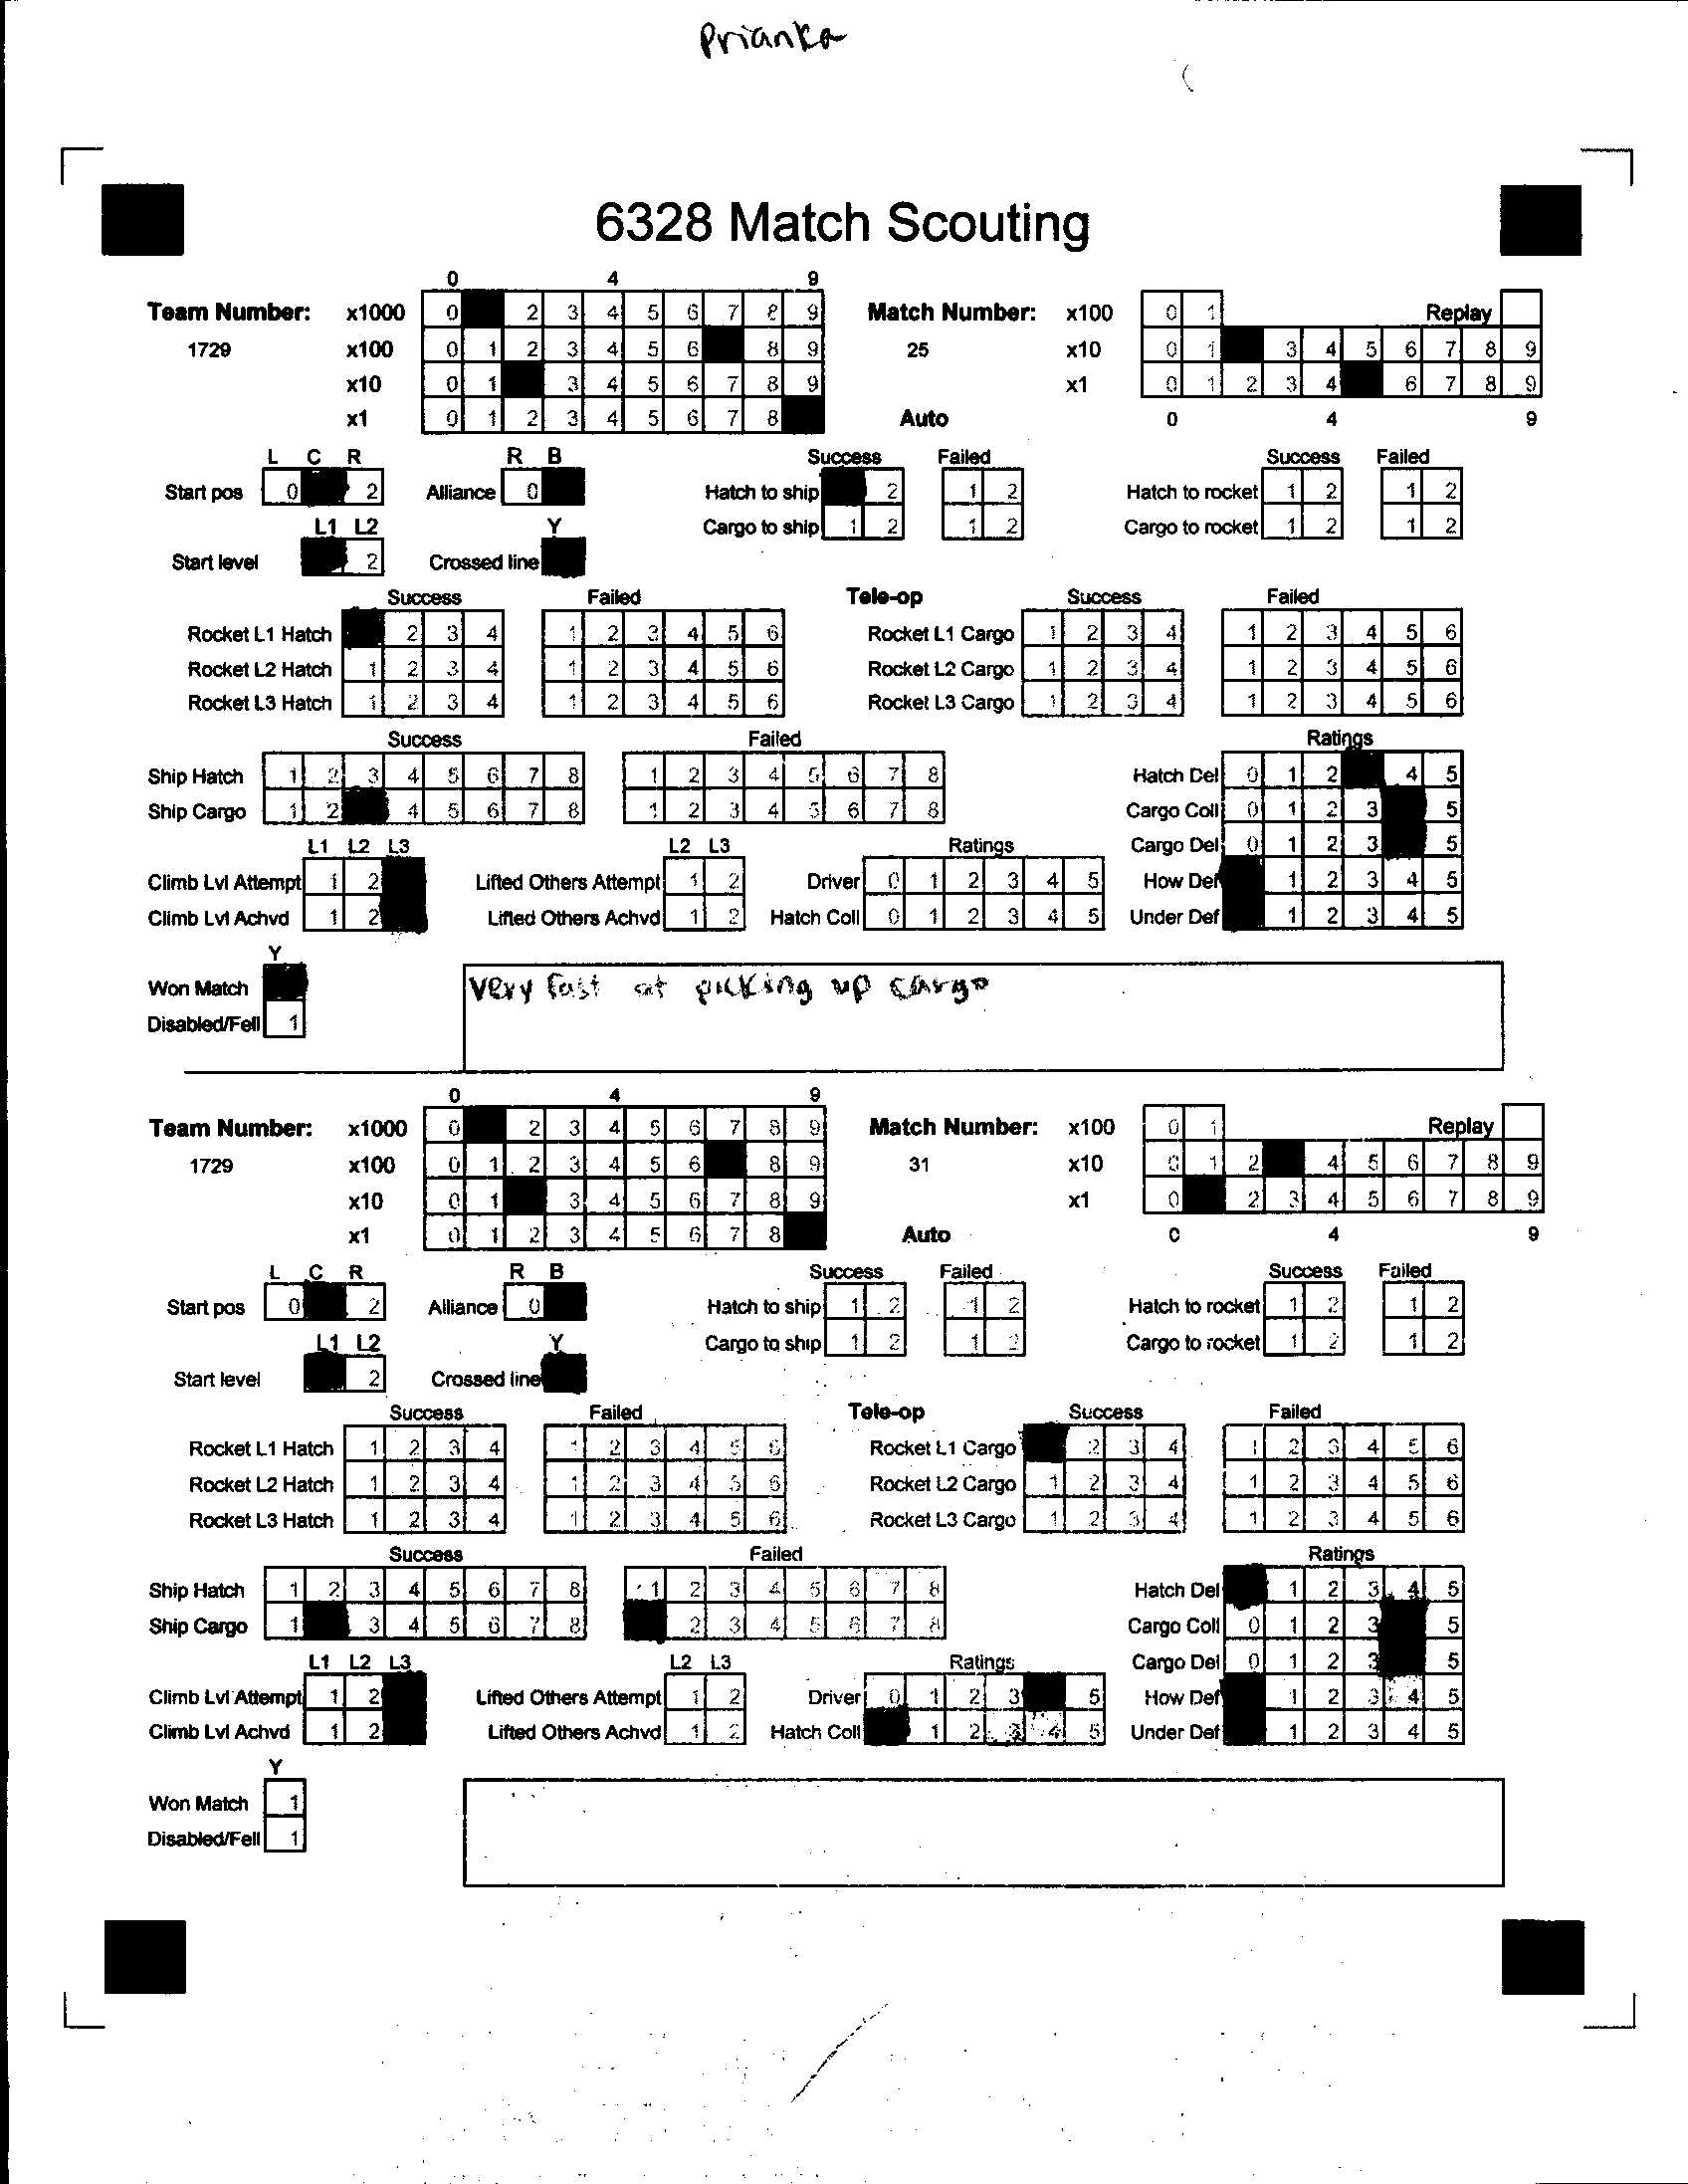 Prianka
6328 Match Scouting
0 4 9
Team Number: x1000 0 2 3 4 5 6 7 8 9 Match Number: x100 0 1 Replay
1729 x100 0 1 2 3 4 5 6 8 9 25 x10 0 1 3 4 5 6 7 8 9
x10 0 1 3 4 5 6 7 8 9 x1 0 1 2 3 4 6 7 8 9
x1 0 1 2 3 4 5 6 7 8 Auto 0 4 9
L C R R B Success Failed Success Failed
Start pos 0 2 Alliance 0 Hatch to ship 2 1 2 Hatch to rocket 1 2 1 2
L1 L2 Y Cargo to ship 1 2 1 2 Cargo to rocket 1 2 1 2
Start level 2 Crossed line
Success Failed Tele-op Success Failed
Rocket L1 Hatch 2 3 4 1 2 3 4 5 6 Rocket L1 Cargo 1 2 3 4 1 2 3 4 5 6
Rocket L2 Hatch 1 2 3 4 1 2 3 4 5 6 Rocket L2 Cargo 1 2 3 4 1 2 3 4 5 6
Rocket L3 Hatch 1 2 3 4 1 2 3 4 5 6 Rocket L3 Cargo 1 2 3 4 1 2 3 4 5 6
Success Failed Ratings
Ship Hatch 1 2 3 4 5 6 7 8 1 2 3 4 5 6 7 8 Hatch Del 0 1 2 4 5
Ship Cargo 1 2 4 5 6 7 8 1 2 3 4 5 6 7 8 Cargo Coll 0 1 2 3 5
L1 L2 L3 L2 L3 Ratings Cargo Del 0 1 2 3 5
Climb Lvl Attempt 1 2 Lifted Others Attempt 1 2 Driver 0 1 2 3 4 5 How Def 1 2 3 4 5
Climb Lvl Achvd 1 2 Lifted Others Achvd 1 2 Hatch Coll 0 1 2 3 4 5 Under Def 1 2 3 4 5
Y
Won Match very fast at picking up cargo
Disabled/Fell 1
0 4 9
Team Number: x1000 0 2 3 4 5 6 7 8 9 Match Number: x100 0 1 Replay
1729 x100 0 1 2 3 4 5 6 8 9 31 x10 0 1 2 4 5 6 7 8 9
x10 0 1 3 4 5 6 7 8 9 x1 0 2 3 4 5 6 7 8 9
x1 0 1 2 3 4 5 6 7 8 Auto 0 4 9
L C R R B Success Failed Success Failed
Start pos 0 2 Alliance 0 Hatch to ship 1 2 1 2 Hatch to rocket 1 2 1 2
L1 L2 Y Cargo to ship 1 2 1 2 Cargo to rocket 1 2 1 2
Start level 2 Crossed line
Success Failed Tele-op Success Failed
Rocket L1 Hatch 1 2 3 4 1 2 3 4 5 6 Rocket L1 Cargo 2 3 4 1 2 3 4 5 6
Rocket L2 Hatch 1 2 3 4 1 2 3 4 5 6 Rocket L2 Cargo 1 2 3 4 1 2 3 4 5 6
Rocket L3 Hatch 1 2 3 4 1 2 3 4 5 6 Rocket L3 Cargo 1 2 3 4 1 2 3 4 5 6
Success Failed Ratings
Ship Hatch 1 2 3 4 5 6 7 8 1 2 3 4 5 6 7 8 Hatch Del 1 2 3 4 5
Ship Cargo 1 3 4 5 6 7 8 2 3 4 5 6 7 8 Cargo Coll 0 1 2 3 5
L1 L2 L3 L2 L3 Ratings Cargo Del 0 1 2 3 5
Climb Lvl Attempt 1 2 Lifted Others Attempt 1 2 Driver 0 1 2 3 5 How Def 1 2 3 4 5
Climb Lvl Achvd 1 2 Lifted Others Achvd 1 2 Hatch Coll 1 2 3 4 5 Under Def 1 2 3 4 5
Y
Won Match 1
Disabled/Fell 1